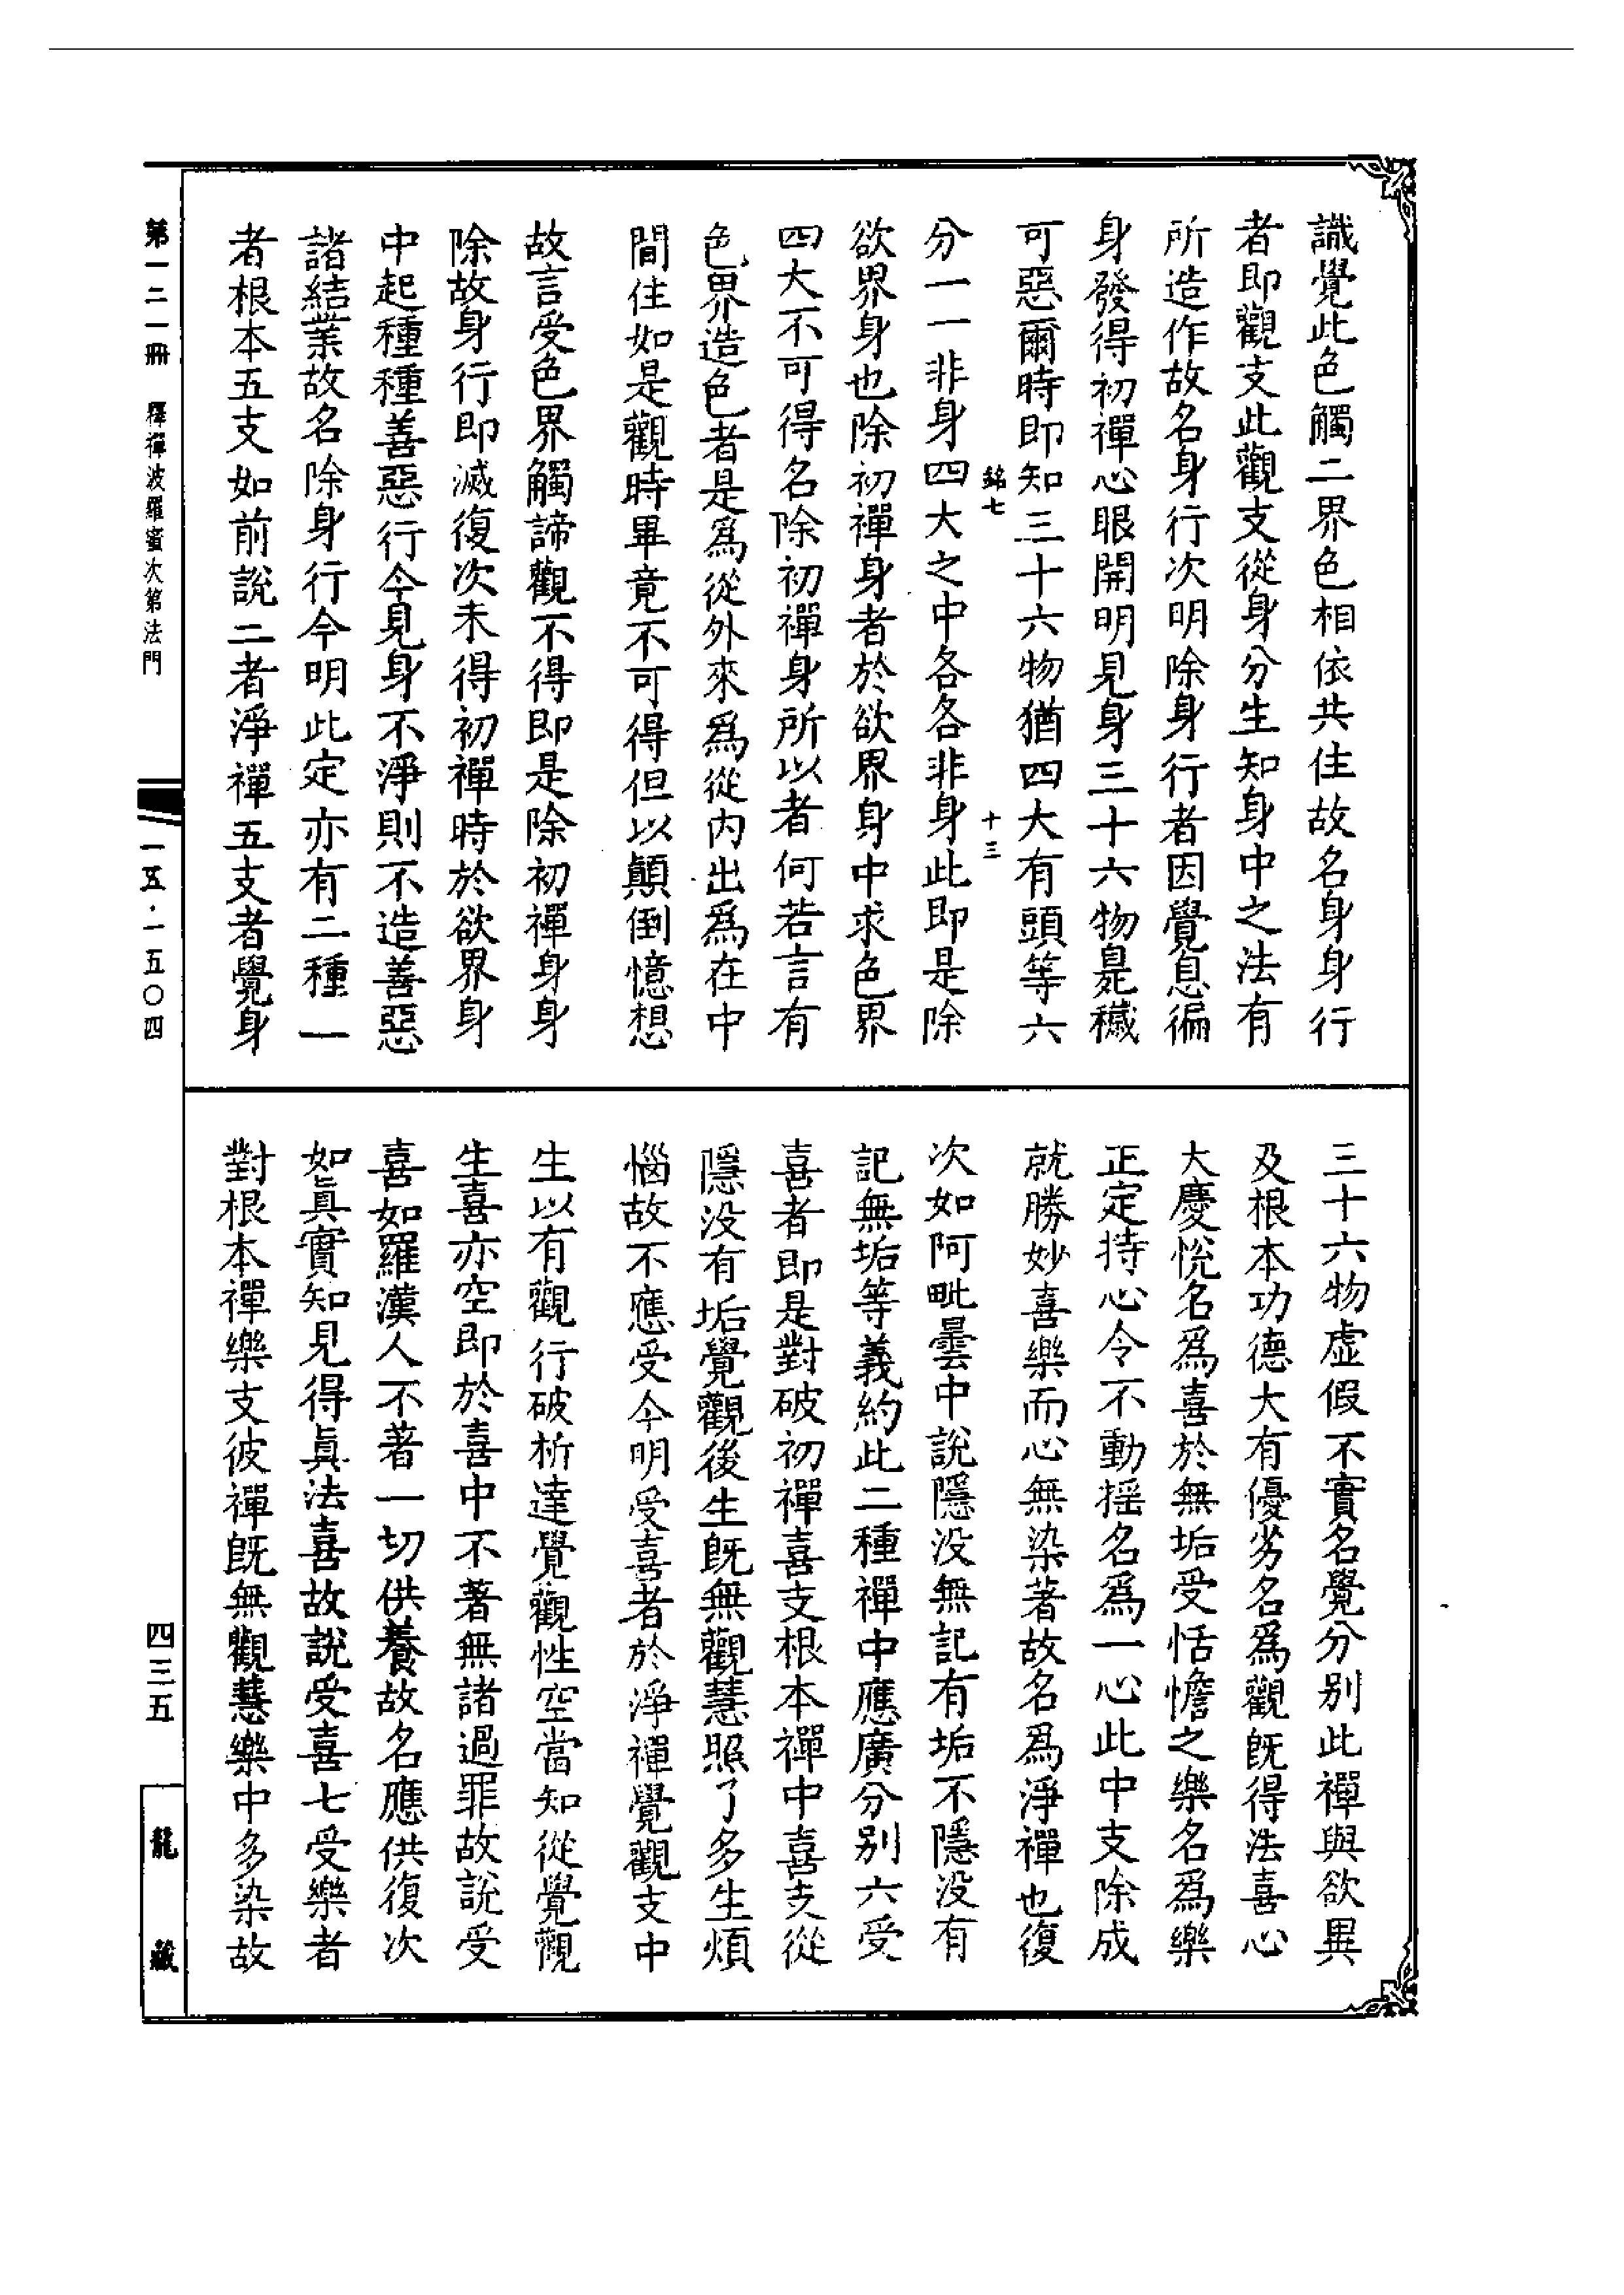 識覺此色觸二界色相依共住故名身身行
者即觀支此觀支從身分生知身中之法有
所造作故名身行次明除身行者因覺息徧
身發得初禪心眼開明見身三十六物臭穢
可惡爾時即知三十六物猶四大有頭等六
銘七
十三
分一一非身四大之中各各非身此即是除
欲界身也除初禪身者於欲界身中求色界
四大不可得名除初禪身所以者何若言有
色界造色者是為從外來為從内出為在中
間住如是觀時畢竟不可得但以顛倒憶想
故言受色界觸諦觀不得即是除初禪身身
除故身行即滅復次未得初禪時於欲界身
中起種種善惡行今見身不淨則不造善惡
諸結業故名除身行今明此定亦有二種一
者根本五支如前說二者淨禪五支者覺身
三十六物虛假不實名覺分别此禪與欲異
及根本功德大有優劣名為觀既得法喜心
大慶悅名為喜於無垢受恬憺之樂名為樂
正定持心令不動搖名為一心此中支除成
就勝妙喜樂而心無染著故名為淨禪也復
次如阿毗曇中說隱没無記有垢不隱没有
記無垢等義約此二種禪中應廣分别六受
喜者即是對破初禪喜支根本禪中喜支從
隱没有垢覺觀後生既無觀慧照了多生煩
惱故不應受今明受喜者於淨禪覺觀支中
生以有觀行破析達覺觀性空當知從覺觀
生喜亦空即於喜中不著無諸過罪故說受
喜如羅漢人不著一切供養故名應供復次
如眞實知見得眞法喜故說受喜七受樂者
對根本禪樂支彼禪既無觀慧樂中多染故
第一二一冊　釋禪波羅蜜次第法門
一五·一五〇四
四三五
龍藏